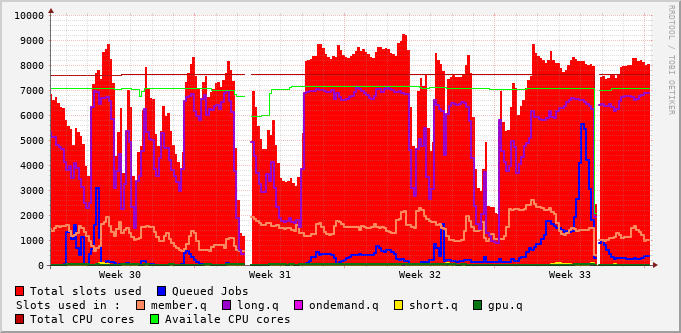 10000
9000
8000
7000
6000
5000
4000
3000
2000
1000
0
Week 30 Week 31 Week 32 Week 33
RRDTOOL / TOBI OETIKER
Total slots used Queued Jobs
Slots used in : member.q long.q ondemand.q short.q gpu.q
Total CPU cores Availale CPU cores